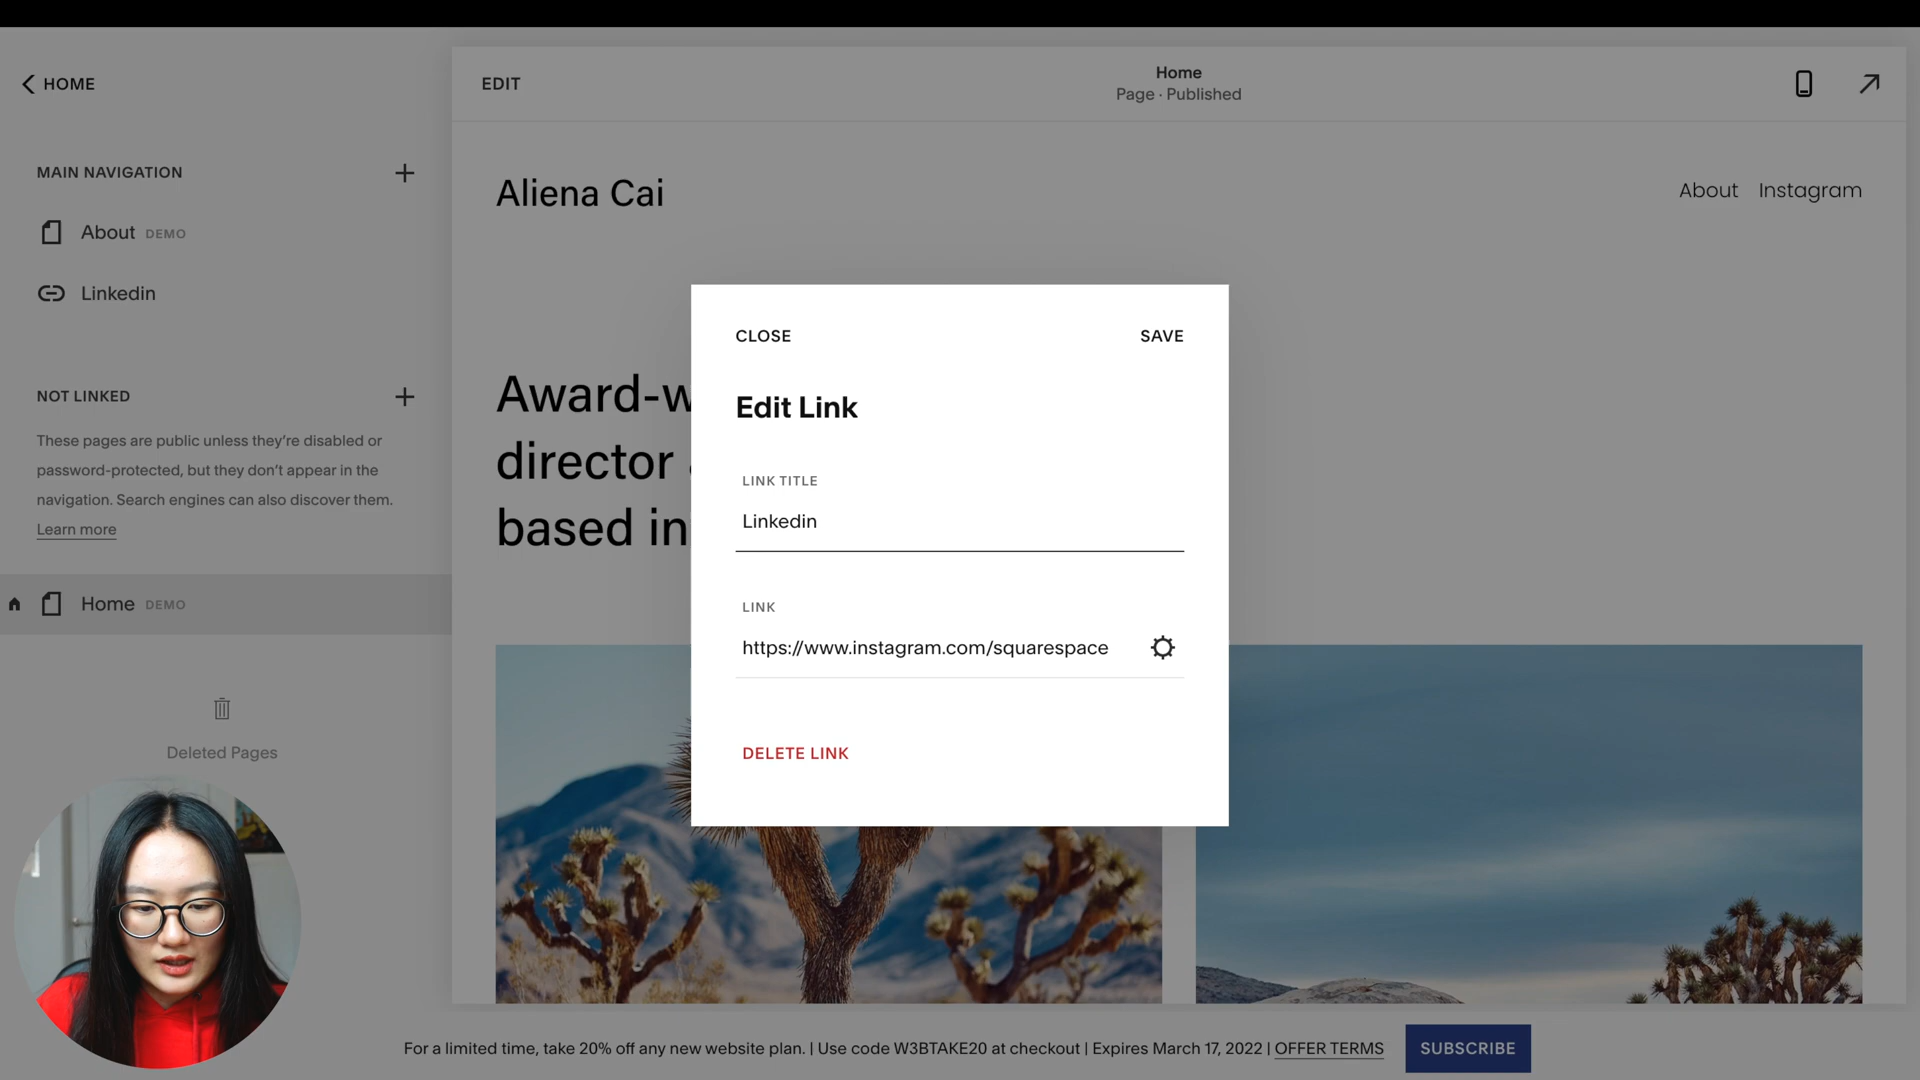 HOME
MAIN NAVIGATION
About DEMO
Linkedin
NOT LINKED
These pages are public unless they're disabled or
password-protected, but they don't appear in the
navigation. Search engines can also discover them.
Learn more
Home DEMO
Deleted Pages
EDIT
Home
Page · Published
Aliena Cai
About Instagram
Award-w
director
based in
CLOSE SAVE
Edit Link
LINK TITLE
Linkedin
LINK
https://www.instagram.com/squarespace
DELETE LINK
For a limited time, take 20% off any new website plan. | Use code W3BTAKE20 at checkout | Expires March 17, 2022 | OFFER TERMS
SUBSCRIBE